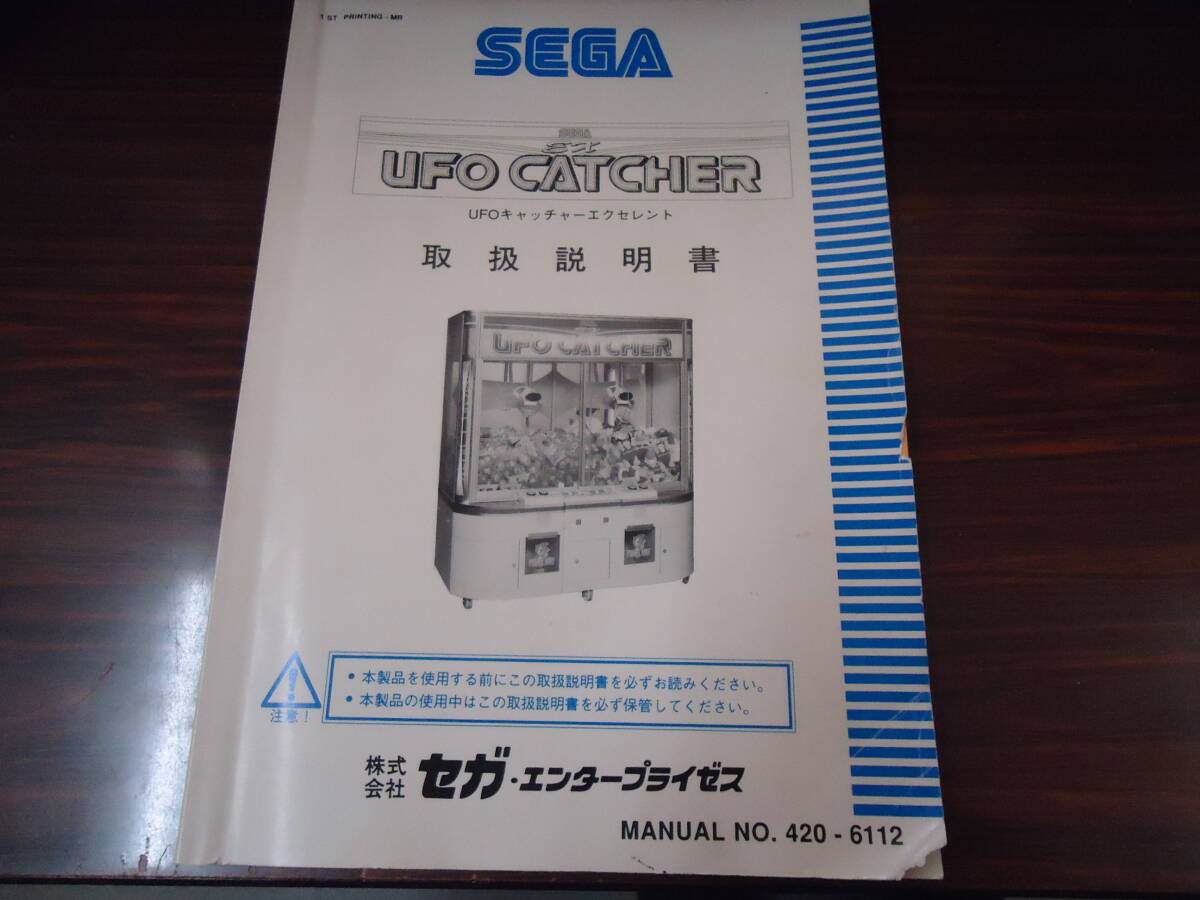 1 ST PRINTING - MR
SEGA
SEGA
EX
UFO CATCHER
UFOキャッチャーエクセレント
取扱説明書
UFO CATCHER
注意!
・本製品を使用する前にこの取扱説明書を必ずお読みください。
・本製品の使用中はこの取扱説明書を必ず保管してください。
株式会社 セガ・エンタープライゼス
MANUAL NO. 420 - 6112